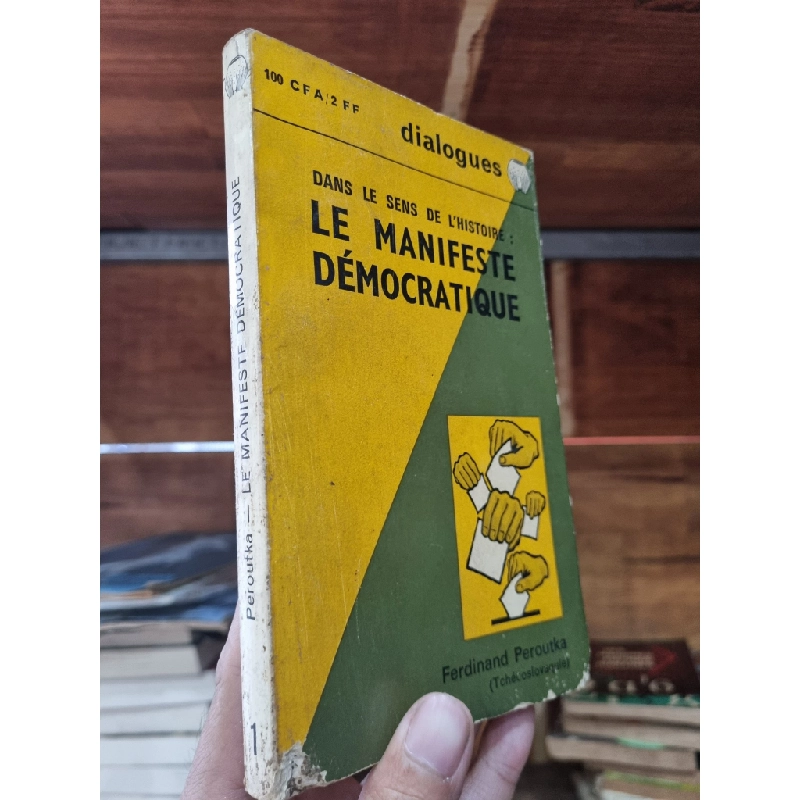 100 CFA/2 FF
dialogues
DANS LE SENS DE L'HISTOIRE :
LE MANIFESTE
DÉMOCRATIQUE
Ferdinand Peroutka
(Tchécoslovaquie)
Peroutka — LE MANIFESTE DÉMOCRATIQUE
1